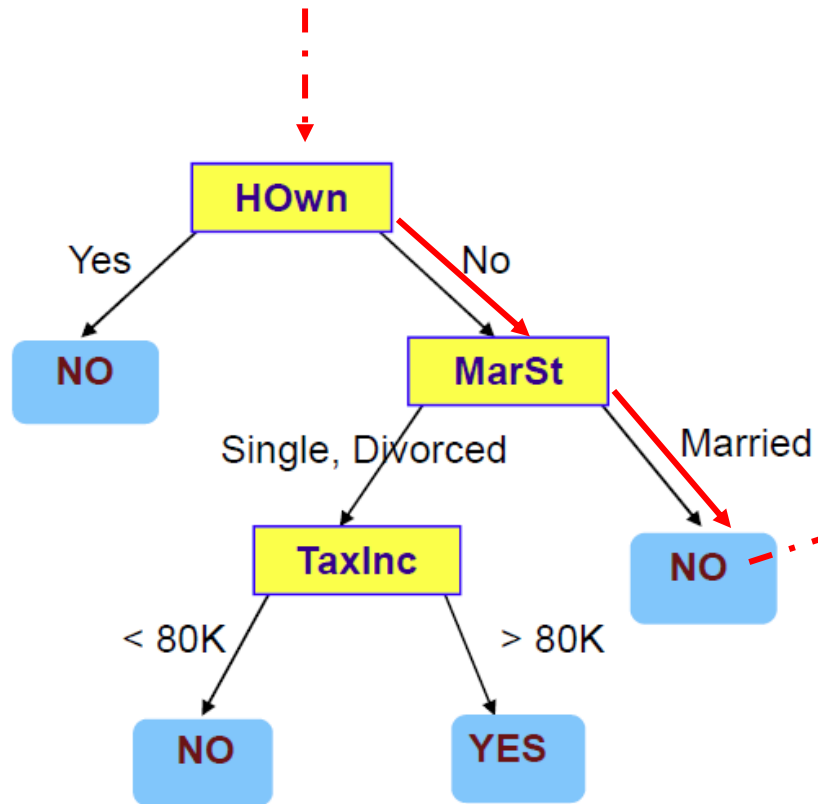 HOwn
Yes
No
NO
MarSt
Single, Divorced
Married
TaxInc
NO
< 80K
> 80K
NO
YES